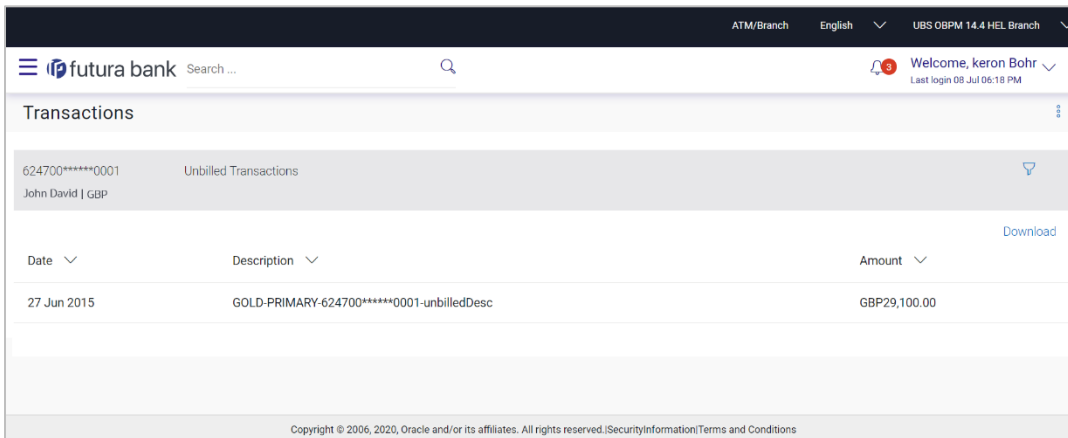 ATM/Branch English UBS OBPM 14.4 HEL Branch
futura bank Search ... 3 Welcome, keron Bohr
Last login 08 Jul 06:18 PM
Transactions
624700******0001 Unbilled Transactions
John David | GBP
Download
Date Description Amount
27 Jun 2015 GOLD-PRIMARY-624700******0001-unbilledDesc GBP29,100.00
Copyright © 2006, 2020, Oracle and/or its affiliates. All rights reserved.|SecurityInformation|Terms and Conditions